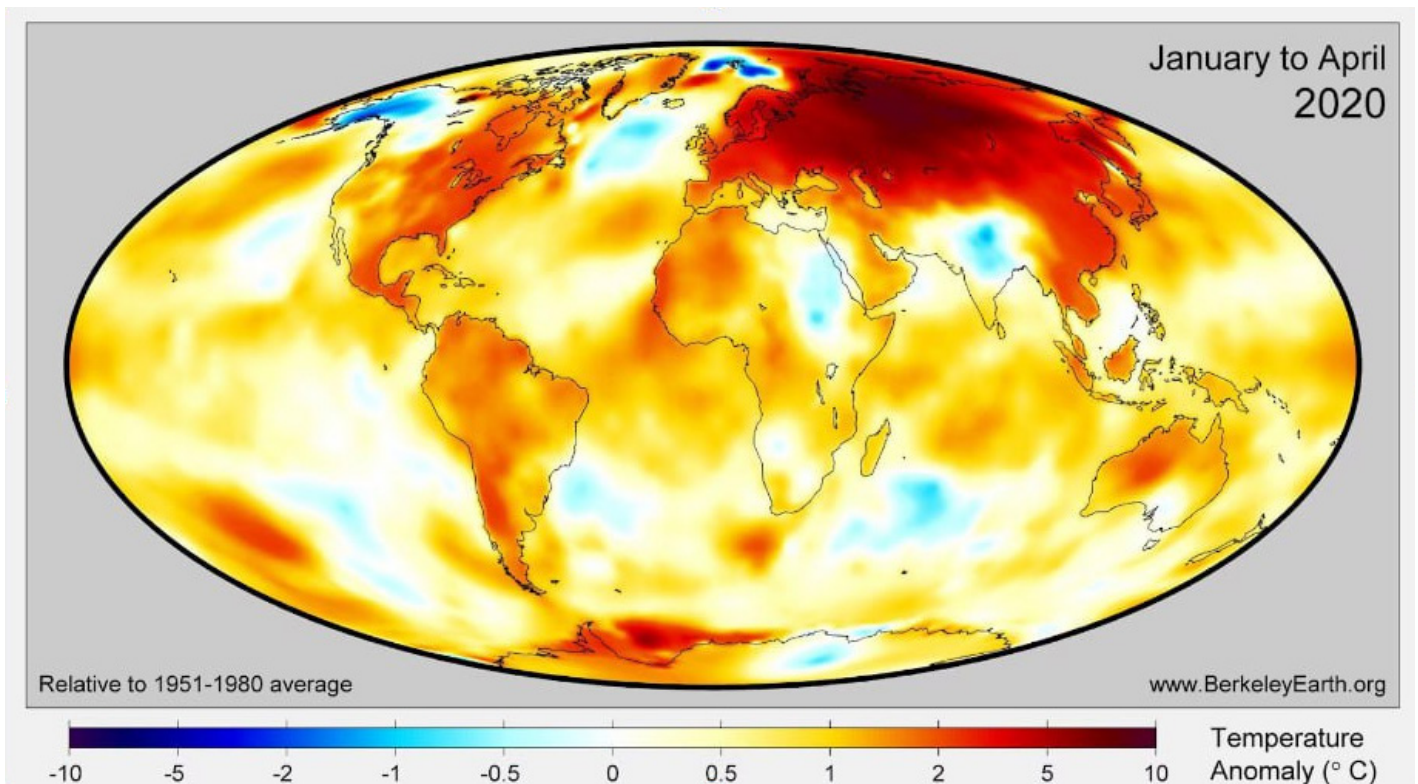 January to April
2020
Relative to 1951-1980 average
www.BerkeleyEarth.org
-10 -5 -2 -1 -0.5 0 0.5 1 2 5 10
Temperature
Anomaly (° C)